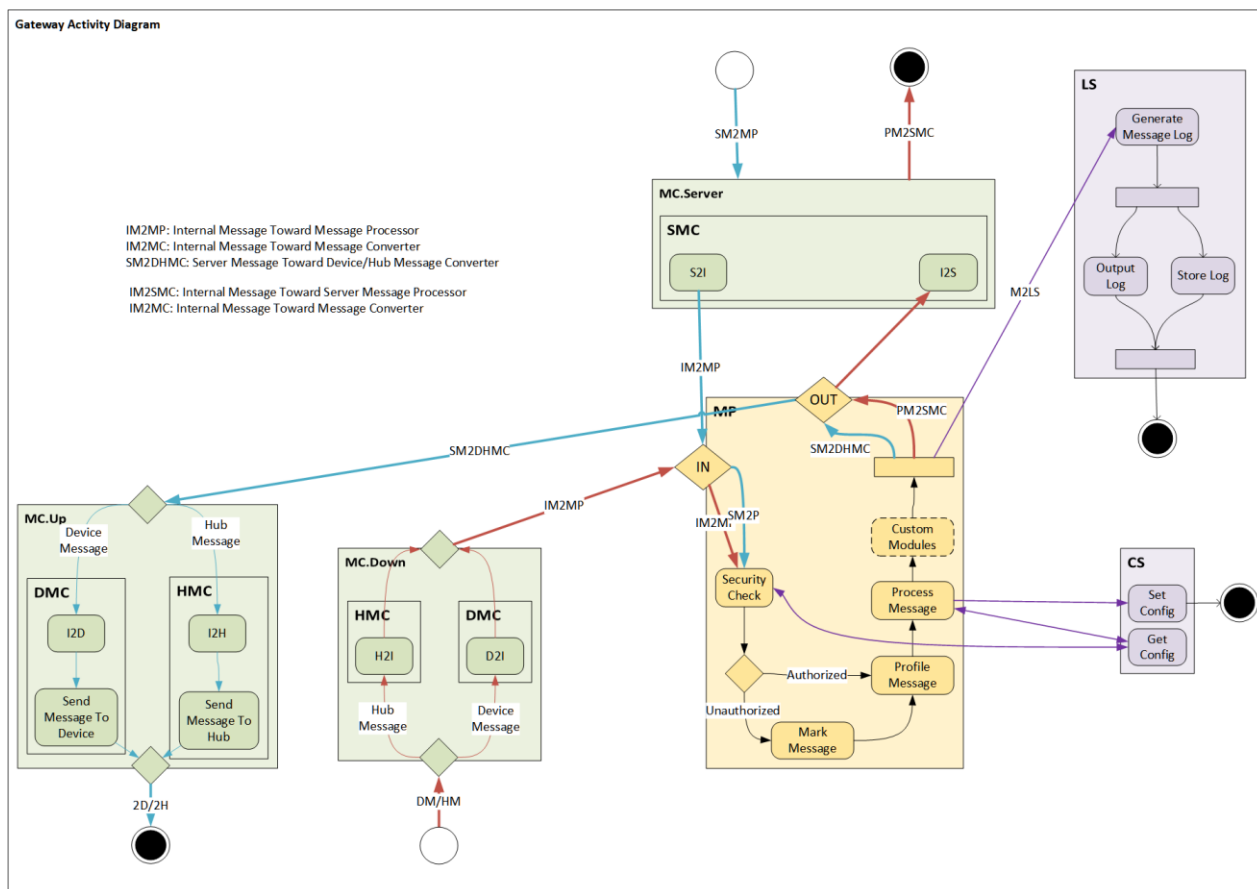 Gateway Activity Diagram
SM2MP
PM2SMC
LS
Generate
Message Log
Output
Log
Store Log
M2LS
MC.Server
SMC
S2I
I2S
IM2MP: Internal Message Toward Message Processor
IM2MC: Internal Message Toward Message Converter
SM2DHMC: Server Message Toward Device/Hub Message Converter
IM2SMC: Internal Message Toward Server Message Processor
IM2MC: Internal Message Toward Message Converter
IM2MP
OUT
MP
PM2SMC
SM2DHMC
SM2DHMC
IN
IM2MP
IM2MP
SM2P
Custom
Modules
Security
Check
Process
Message
Authorized
Profile
Message
Unauthorized
Mark
Message
CS
Set
Config
Get
Config
MC.Up
Device
Message
Hub
Message
DMC
HMC
I2D
I2H
Send
Message To
Device
Send
Message To
Hub
2D/2H
MC.Down
HMC
DMC
H2I
D2I
Hub
Message
Device
Message
DM/HM